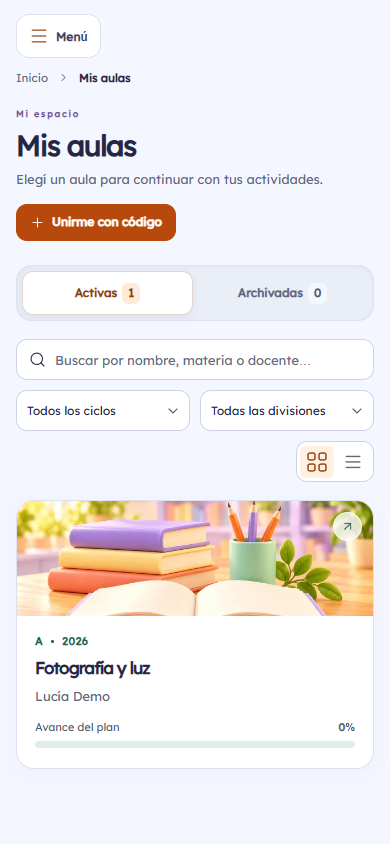 Menú
Inicio > Mis aulas
Mi espacio
Mis aulas
Elegí un aula para continuar con tus actividades.
+ Unirme con código
Activas 1 Archivadas 0
Buscar por nombre, materia o docente...
Todos los ciclos Todas las divisiones
A • 2026
Fotografía y luz
Lucía Demo
Avance del plan 0%